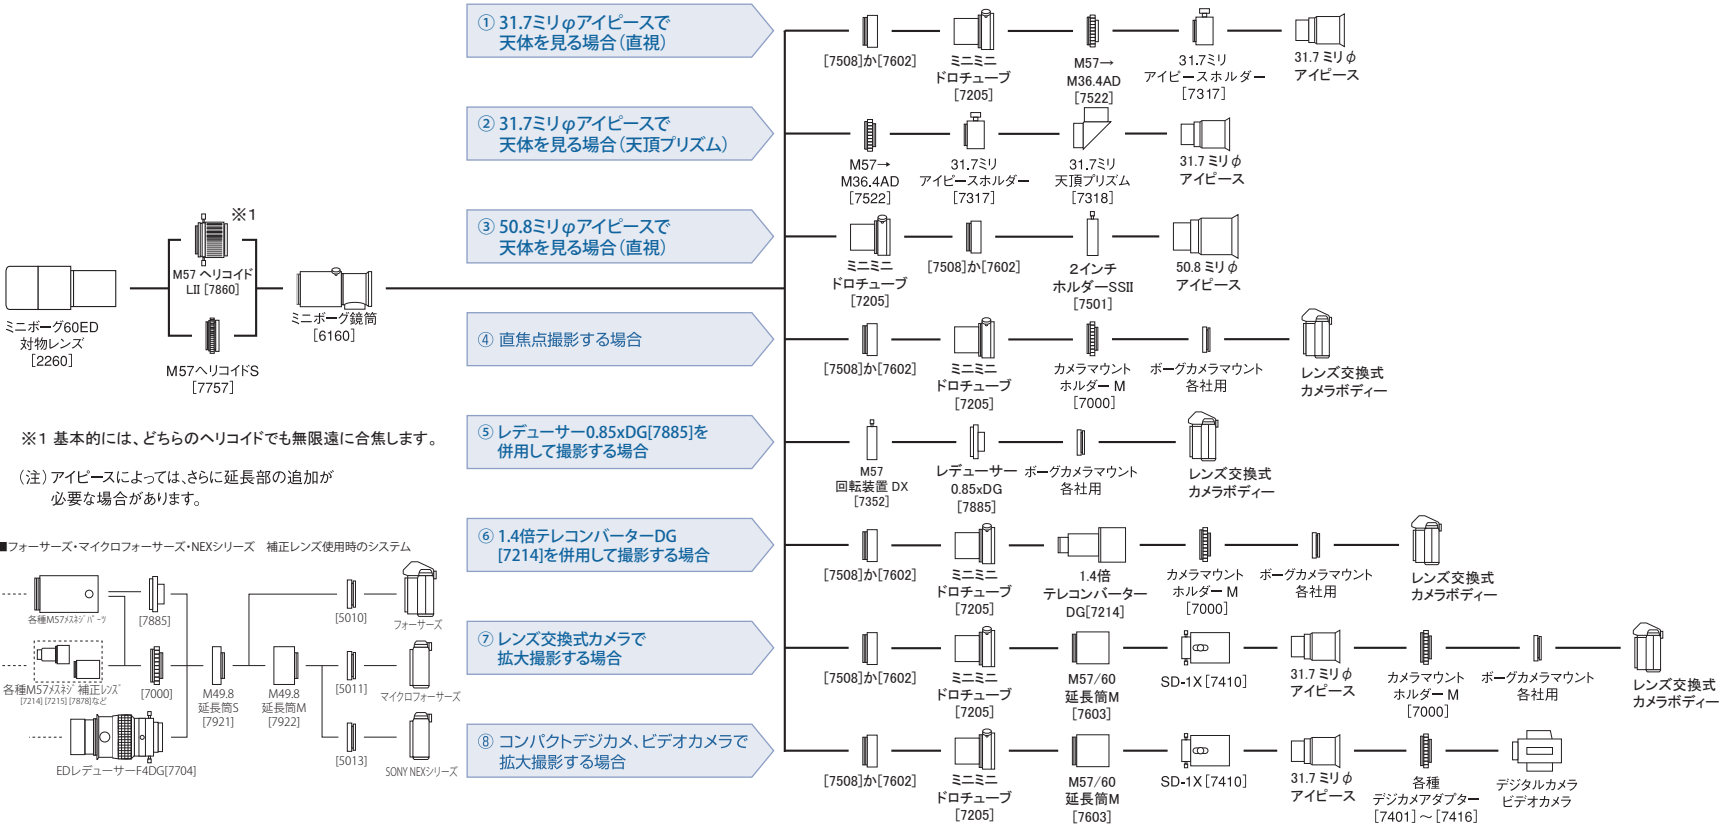 ① 31.7ミリφアイピースで
天体を見る場合（直視）
[7508]か[7602]
ミニミニ
ドロチューブ
[7205]
M57→
M36.4AD
[7522]
31.7ミリ
アイピースホルダー
[7317]
31.7 ミリφ
アイピース
② 31.7ミリφアイピースで
天体を見る場合（天頂プリズム）
M57→
M36.4AD
[7522]
31.7ミリ
アイピースホルダー
[7317]
31.7ミリ
天頂プリズム
[7318]
31.7 ミリφ
アイピース
③ 50.8ミリφアイピースで
天体を見る場合（直視）
ミニミニ
ドロチューブ
[7205]
[7508]か[7602]
2インチ
ホルダーSSII
[7501]
50.8 ミリφ
アイピース
※1
M57 ヘリコイド
LII [7860]
ミニボーグ60ED
対物レンズ
[2260]
M57ヘリコイドS
[7757]
ミニボーグ鏡筒
[6160]
④ 直焦点撮影する場合
[7508]か[7602]
ミニミニ
ドロチューブ
[7205]
カメラマウント
ホルダー M
[7000]
ボーグカメラマウント
各社用
レンズ交換式
カメラボディー
※1 基本的には、どちらのヘリコイドでも無限遠に合焦します。
（注）アイピースによっては、さらに延長部の追加が
必要な場合があります。
⑤ レデューサー0.85xDG[7885]を
併用して撮影する場合
M57
回転装置 DX
[7352]
レデューサー
0.85xDG
[7885]
ボーグカメラマウント
各社用
レンズ交換式
カメラボディー
⑥ 1.4倍テレコンバーターDG
[7214]を併用して撮影する場合
[7508]か[7602]
ミニミニ
ドロチューブ
[7205]
1.4倍
テレコンバーター
DG[7214]
カメラマウント
ホルダー M
[7000]
ボーグカメラマウント
各社用
レンズ交換式
カメラボディー
■フォーサーズ・マイクロフォーサーズ・NEXシリーズ　補正レンズ使用時のシステム
各種M57メスネジパーツ
[7885]
[5010]
フォーサーズ
各種M57メスネジ補正レンズ
[7214] [7215] [7878]など
[7000]
M49.8
延長筒S
[7921]
M49.8
延長筒M
[7922]
[5011]
マイクロフォーサーズ
EDレデューサーF4DG[7704]
[5013]
SONY NEXシリーズ
⑦ レンズ交換式カメラで
拡大撮影する場合
[7508]か[7602]
ミニミニ
ドロチューブ
[7205]
M57/60
延長筒M
[7603]
SD-1X [7410]
31.7 ミリφ
アイピース
カメラマウント
ホルダー M
[7000]
ボーグカメラマウント
各社用
レンズ交換式
カメラボディー
⑧ コンパクトデジカメ、ビデオカメラで
拡大撮影する場合
[7508]か[7602]
ミニミニ
ドロチューブ
[7205]
M57/60
延長筒M
[7603]
SD-1X [7410]
31.7 ミリφ
アイピース
各種
デジカメアダプター
[7401]～[7416]
デジタルカメラ
ビデオカメラ